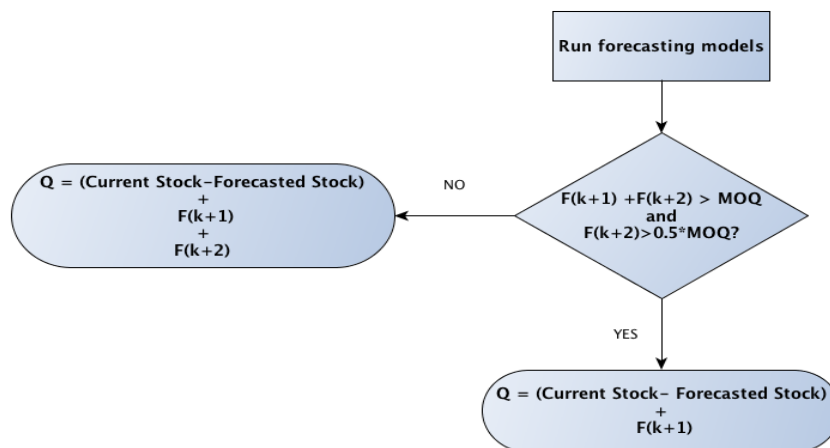 Run forecasting models
F(k+1) +F(k+2) > MOQ
and
F(k+2)>0.5*MOQ?
NO
Q = (Current Stock-Forecasted Stock)
+
F(k+1)
+
F(k+2)
YES
Q = (Current Stock- Forecasted Stock)
+
F(k+1)